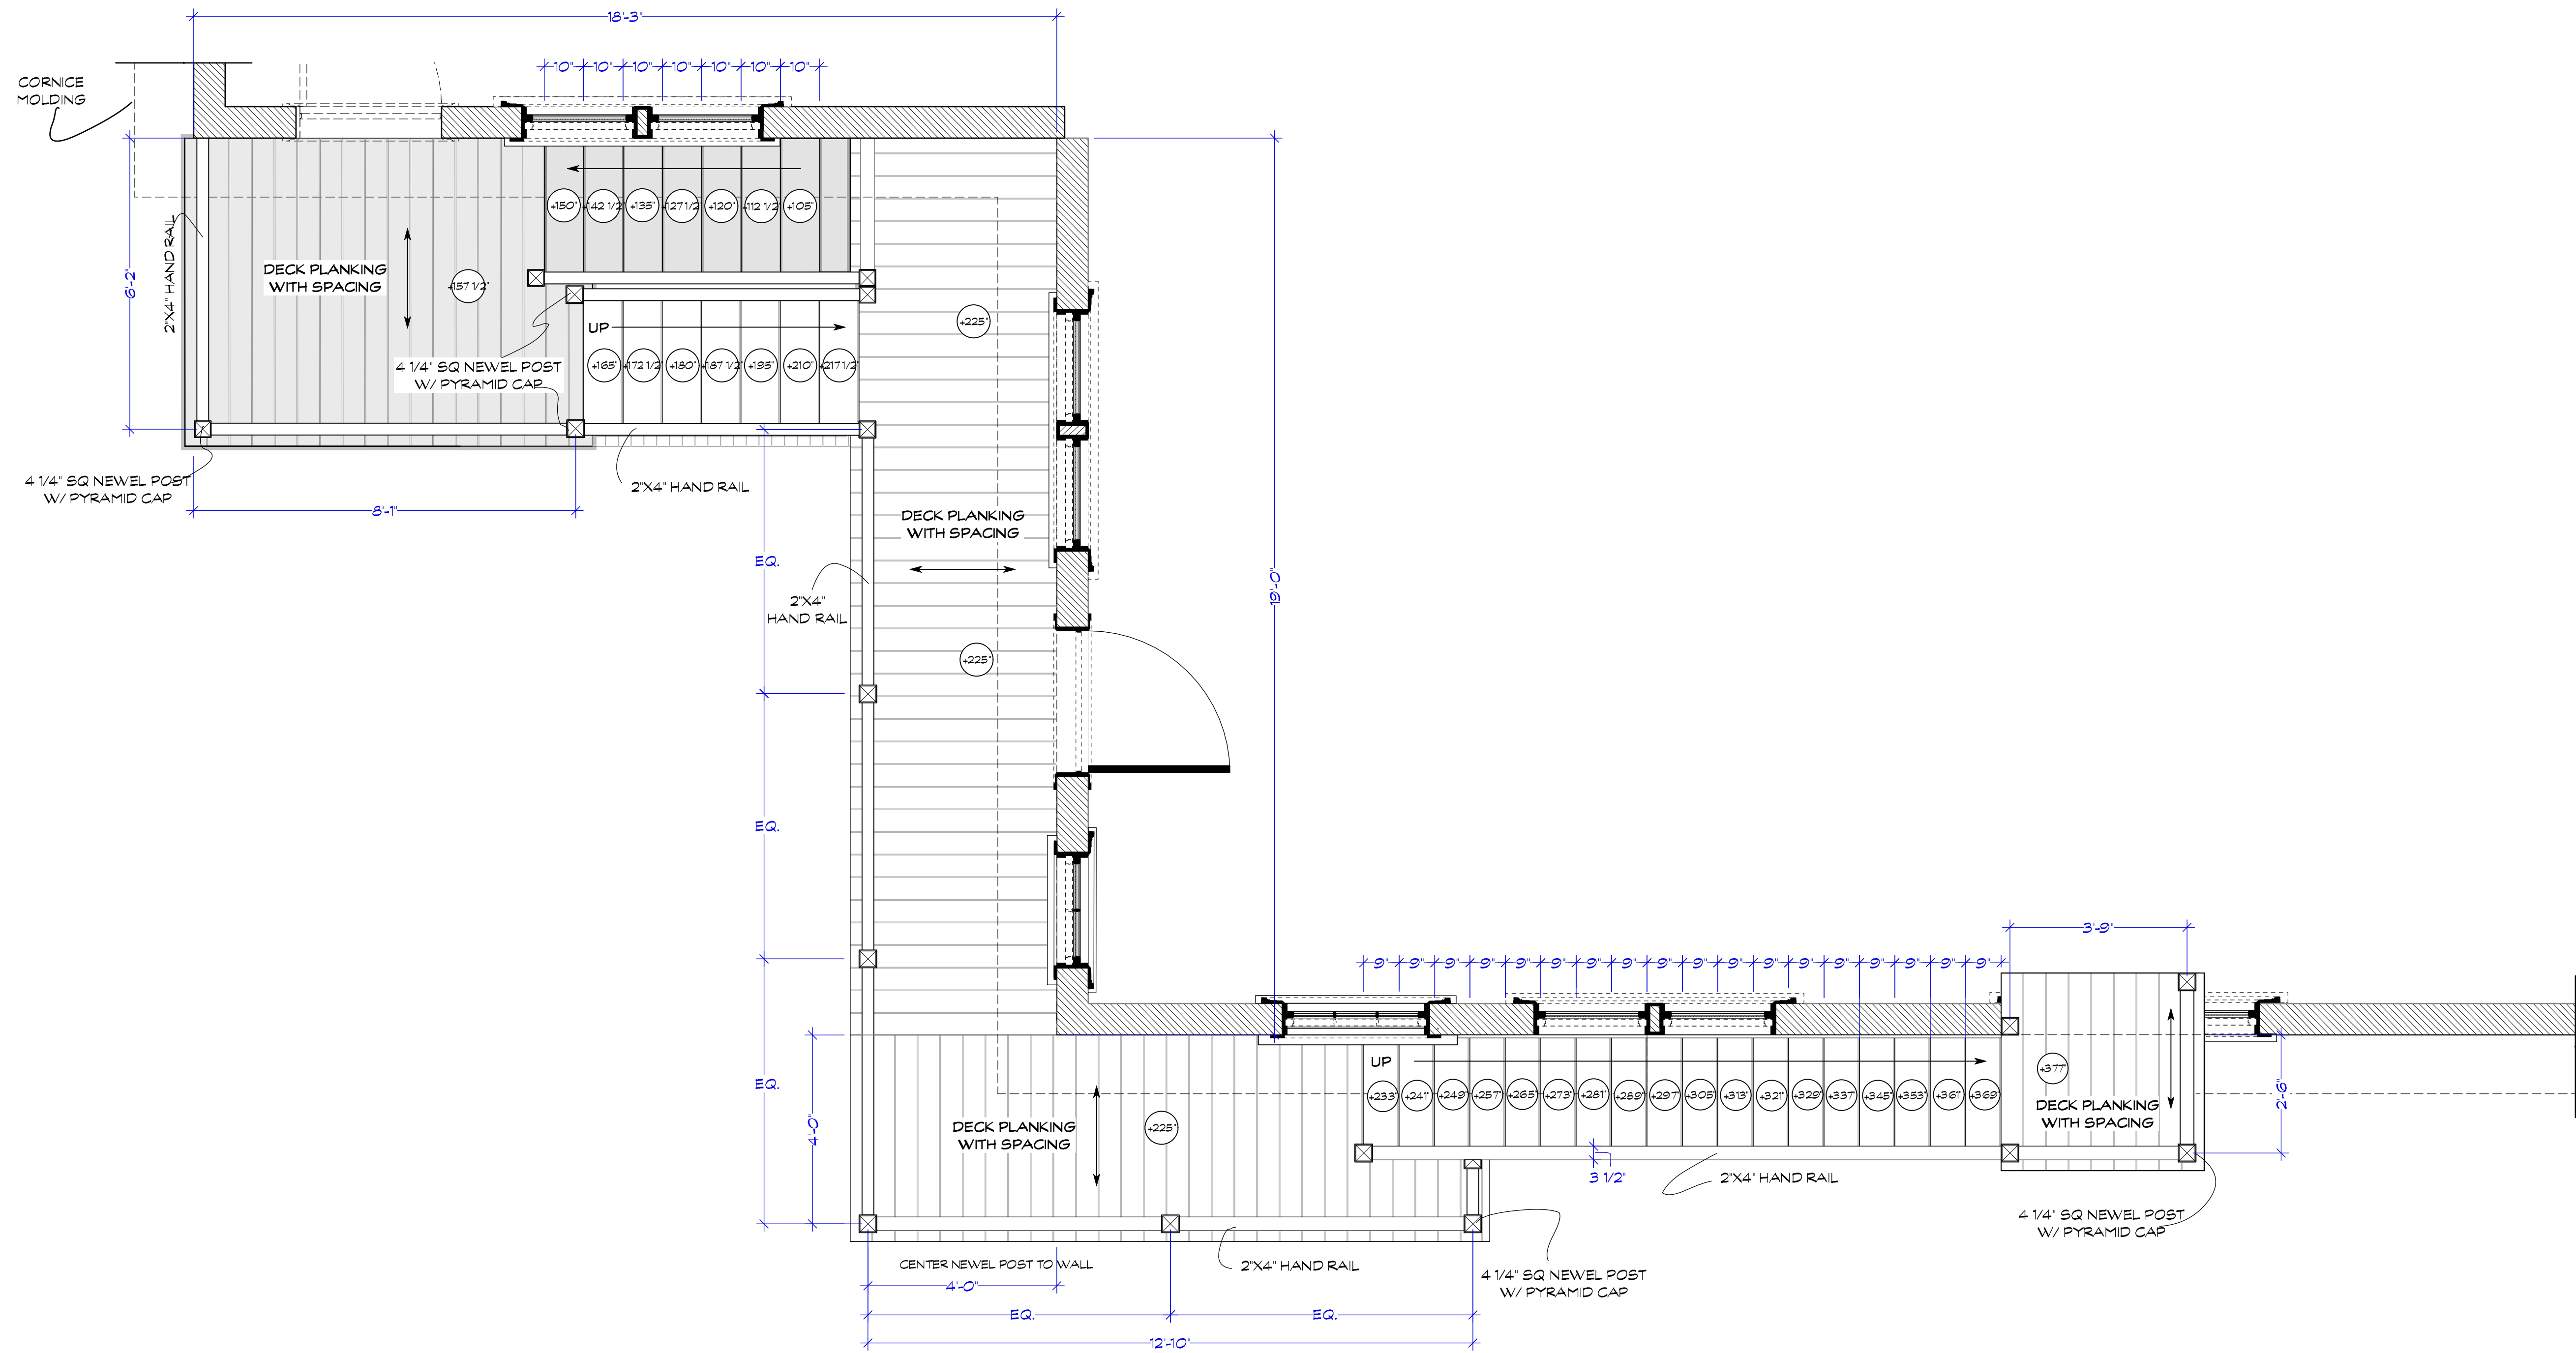 18'-3"
CORNICE
MOLDING
10" 10" 10" 10" 10" 10" 10"
+150" +142 1/2" +135" +127 1/2" +120" +112 1/2" +105"
6'-2"
2"X4" HAND RAIL
DECK PLANKING
WITH SPACING
+157 1/2"
UP
+165" +172 1/2" +180" +187 1/2" +195" +210" +217 1/2"
+225"
4 1/4" SQ NEWEL POST
W/ PYRAMID CAP
4 1/4" SQ NEWEL POST
W/ PYRAMID CAP
2"X4" HAND RAIL
8'-1"
DECK PLANKING
WITH SPACING
EQ.
19'-0"
2"X4"
HAND RAIL
+225"
EQ.
3'-9"
9" 9" 9" 9" 9" 9" 9" 9" 9" 9" 9" 9" 9" 9" 9" 9" 9" 9"
EQ.
4'-0"
UP
+233" +241" +249" +257" +265" +273" +281" +289" +297" +305" +313" +321" +329" +337" +345" +353" +361" +369"
+377"
DECK PLANKING
WITH SPACING
2'-6"
DECK PLANKING
WITH SPACING
+225"
3 1/2"
2"X4" HAND RAIL
4 1/4" SQ NEWEL POST
W/ PYRAMID CAP
CENTER NEWEL POST TO WALL
2"X4" HAND RAIL
4 1/4" SQ NEWEL POST
W/ PYRAMID CAP
4'-0"
EQ. EQ.
12'-10"